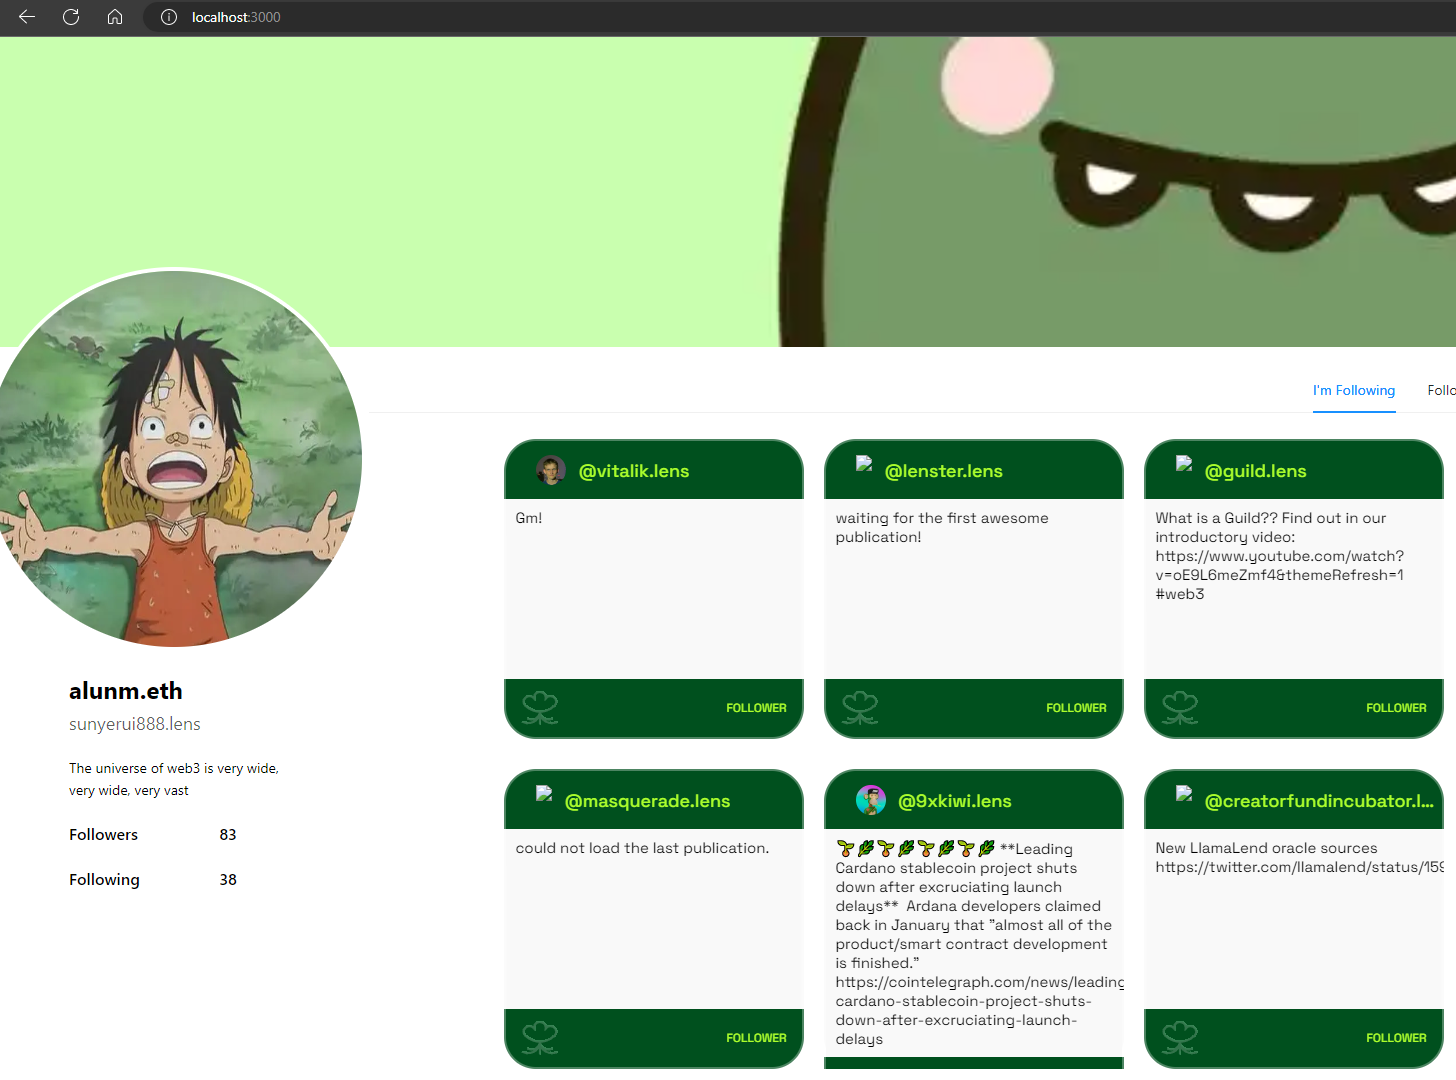 localhost:3000
I'm Following
Follo
@vitalik.lens
@lenster.lens
@guild.lens
Gm!
waiting for the first awesome
publication!
What is a Guild?? Find out in our
introductory video:
https://www.youtube.com/watch?
v=oE9L6meZmf4&themeRefresh=1
#web3
FOLLOWER
FOLLOWER
FOLLOWER
alunm.eth
sunyerui888.lens
The universe of web3 is very wide,
very wide, very vast
Followers 83
Following 38
@masquerade.lens
@9xkiwi.lens
@creatorfundincubator.l...
could not load the last publication.
🌱🌿🌱🌿🌱🌿🌱🌿 **Leading
Cardano stablecoin project shuts
down after excruciating launch
delays** Ardana developers claimed
back in January that "almost all of the
product/smart contract development
is finished."
https://cointelegraph.com/news/leading
cardano-stablecoin-project-shuts-
down-after-excruciating-launch-
delays
New LlamaLend oracle sources
https://twitter.com/llamalend/status/159
FOLLOWER
FOLLOWER